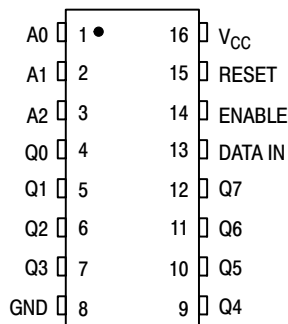 A0 1 16 VCC
A1 2 15 RESET
A2 3 14 ENABLE
Q0 4 13 DATA IN
Q1 5 12 Q7
Q2 6 11 Q6
Q3 7 10 Q5
GND 8 9 Q4